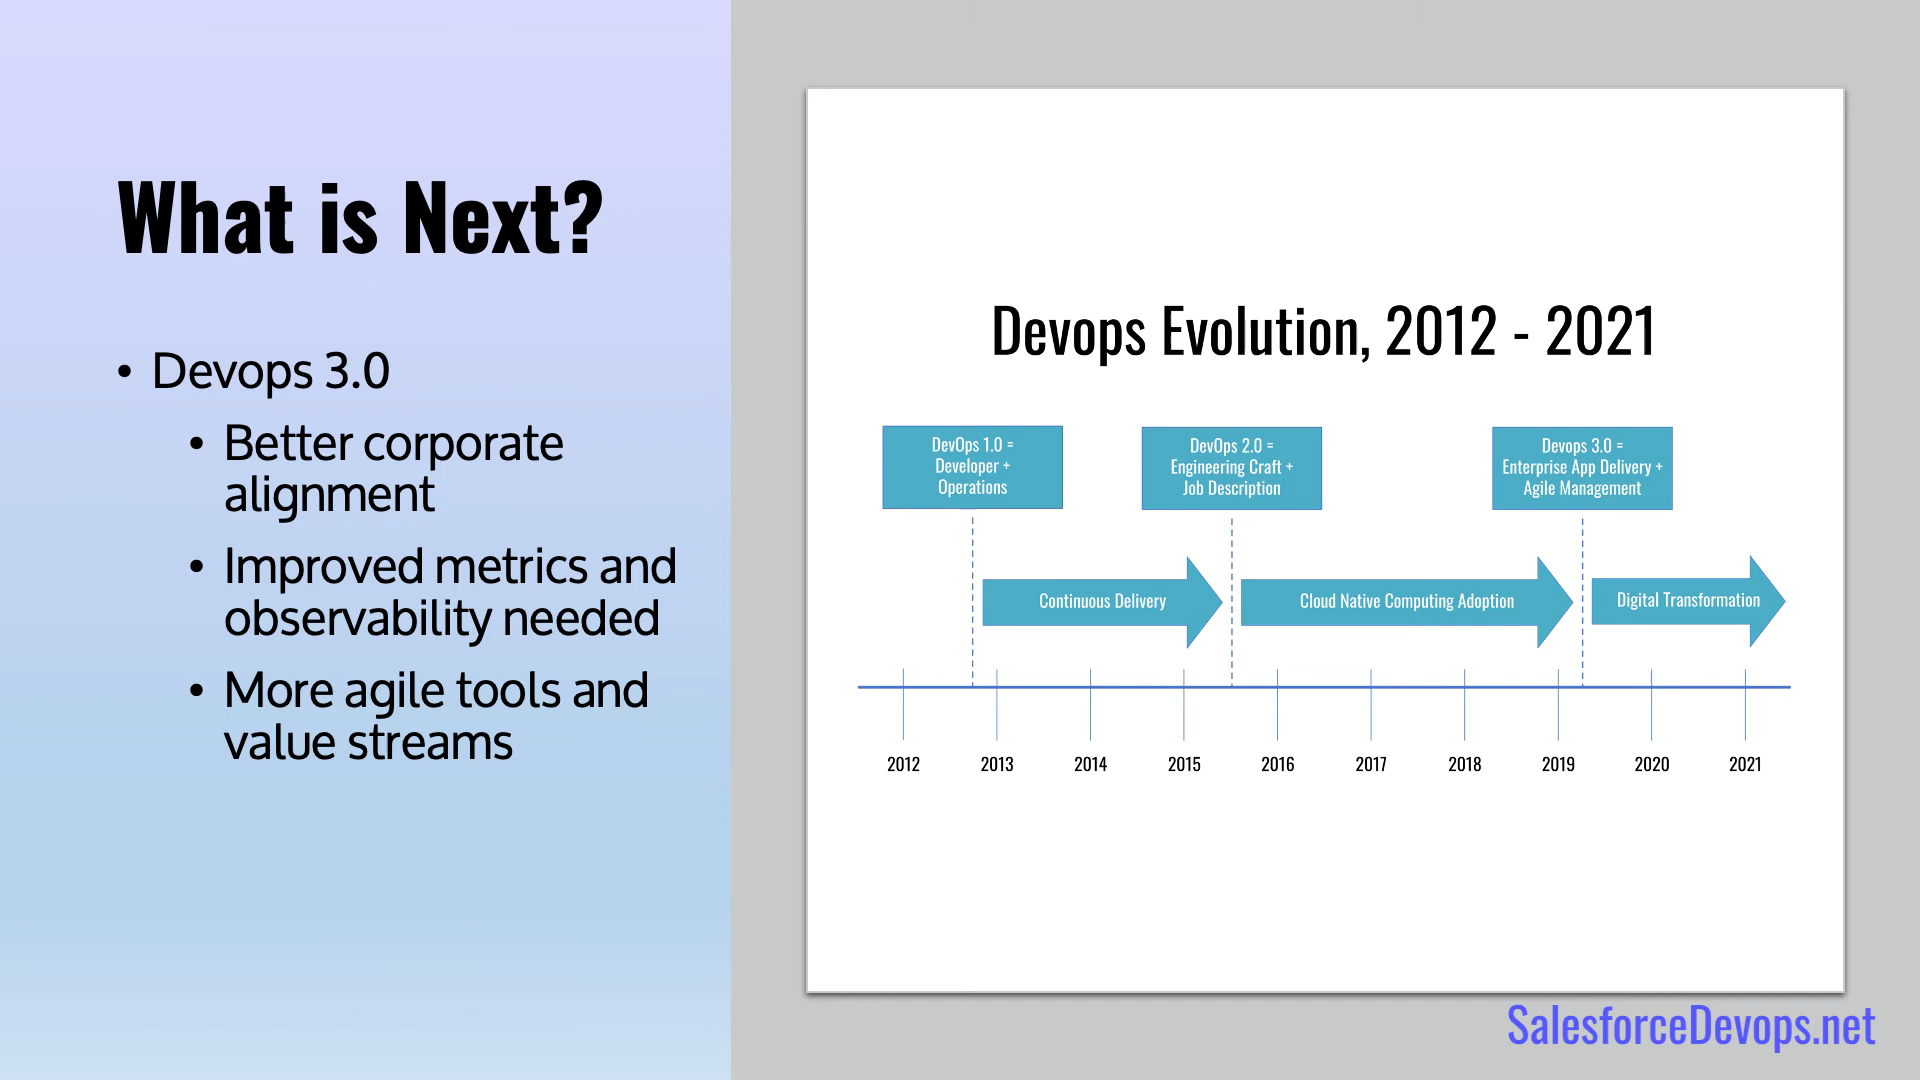 What is Next?
• Devops 3.0
• Better corporate
alignment
• Improved metrics and
observability needed
• More agile tools and
value streams
Devops Evolution, 2012 - 2021
DevOps 1.0 =
Developer +
Operations
DevOps 2.0 =
Engineering Craft +
Job Description
Devops 3.0 =
Enterprise App Delivery +
Agile Management
Continuous Delivery
Cloud Native Computing Adoption
Digital Transformation
2012 2013 2014 2015 2016 2017 2018 2019 2020 2021
SalesforceDevops.net